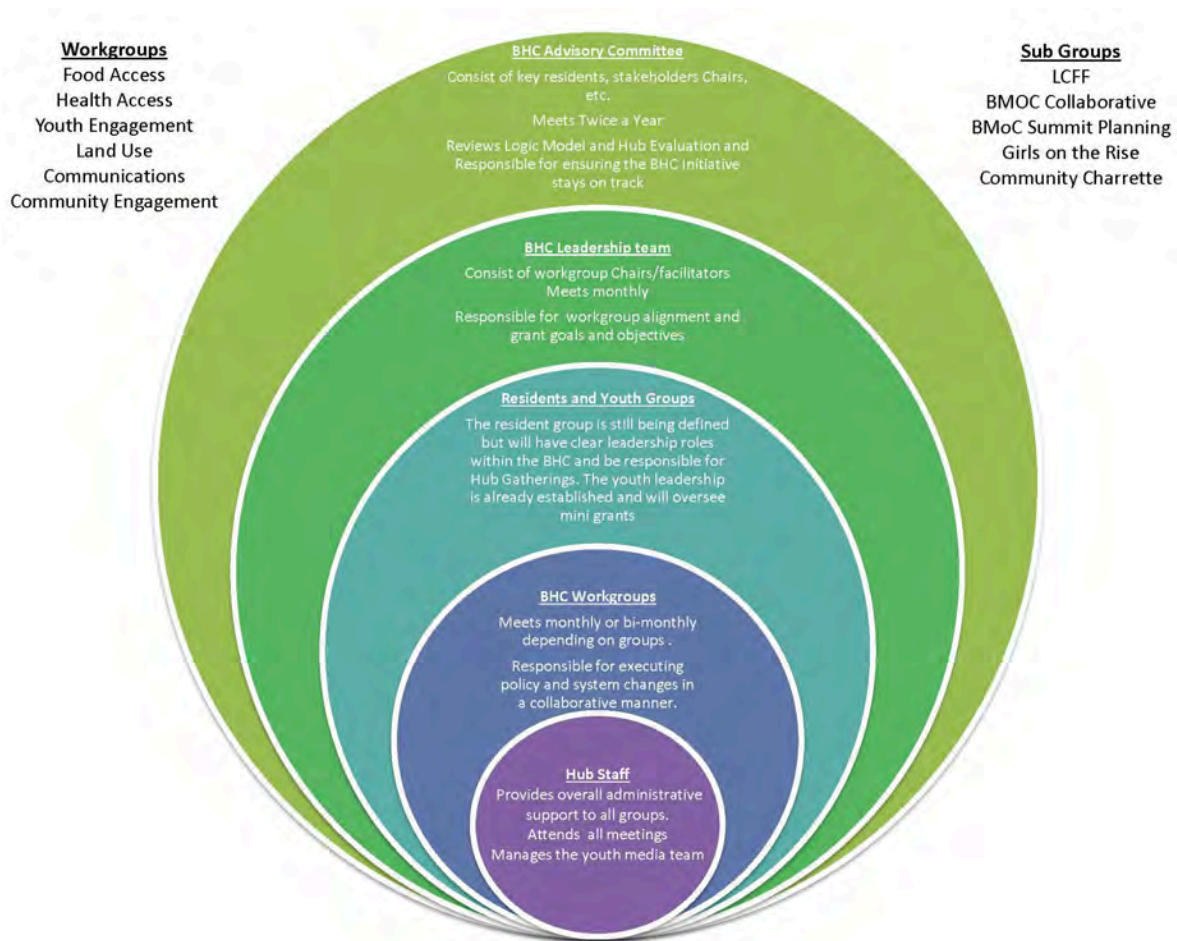 Workgroups
Food Access
Health Access
Youth Engagement
Land Use
Communications
Community Engagement
BHC Advisory Committee
Consist of key residents, stakeholders Chairs,
etc.
Meets Twice a Year
Reviews Logic Model and Hub Evaluation and
Responsible for ensuring the BHC Initiative
stays on track
Sub Groups
LCFF
BMOC Collaborative
BMoC Summit Planning
Girls on the Rise
Community Charrette
BHC Leadership team
Consist of workgroup Chairs/facilitators
Meets monthly
Responsible for workgroup alignment and
grant goals and objectives
Residents and Youth Groups
The resident group is still being defined
but will have clear leadership roles
within the BHC and be responsible for
Hub Gatherings. The youth leadership
is already established and will oversee
mini grants
BHC Workgroups
Meets monthly or bi-monthly
depending on groups .
Responsible for executing
policy and system changes in
a collaborative manner.
Hub Staff
Provides overall administrative
support to all groups.
Attends all meetings
Manages the youth media team